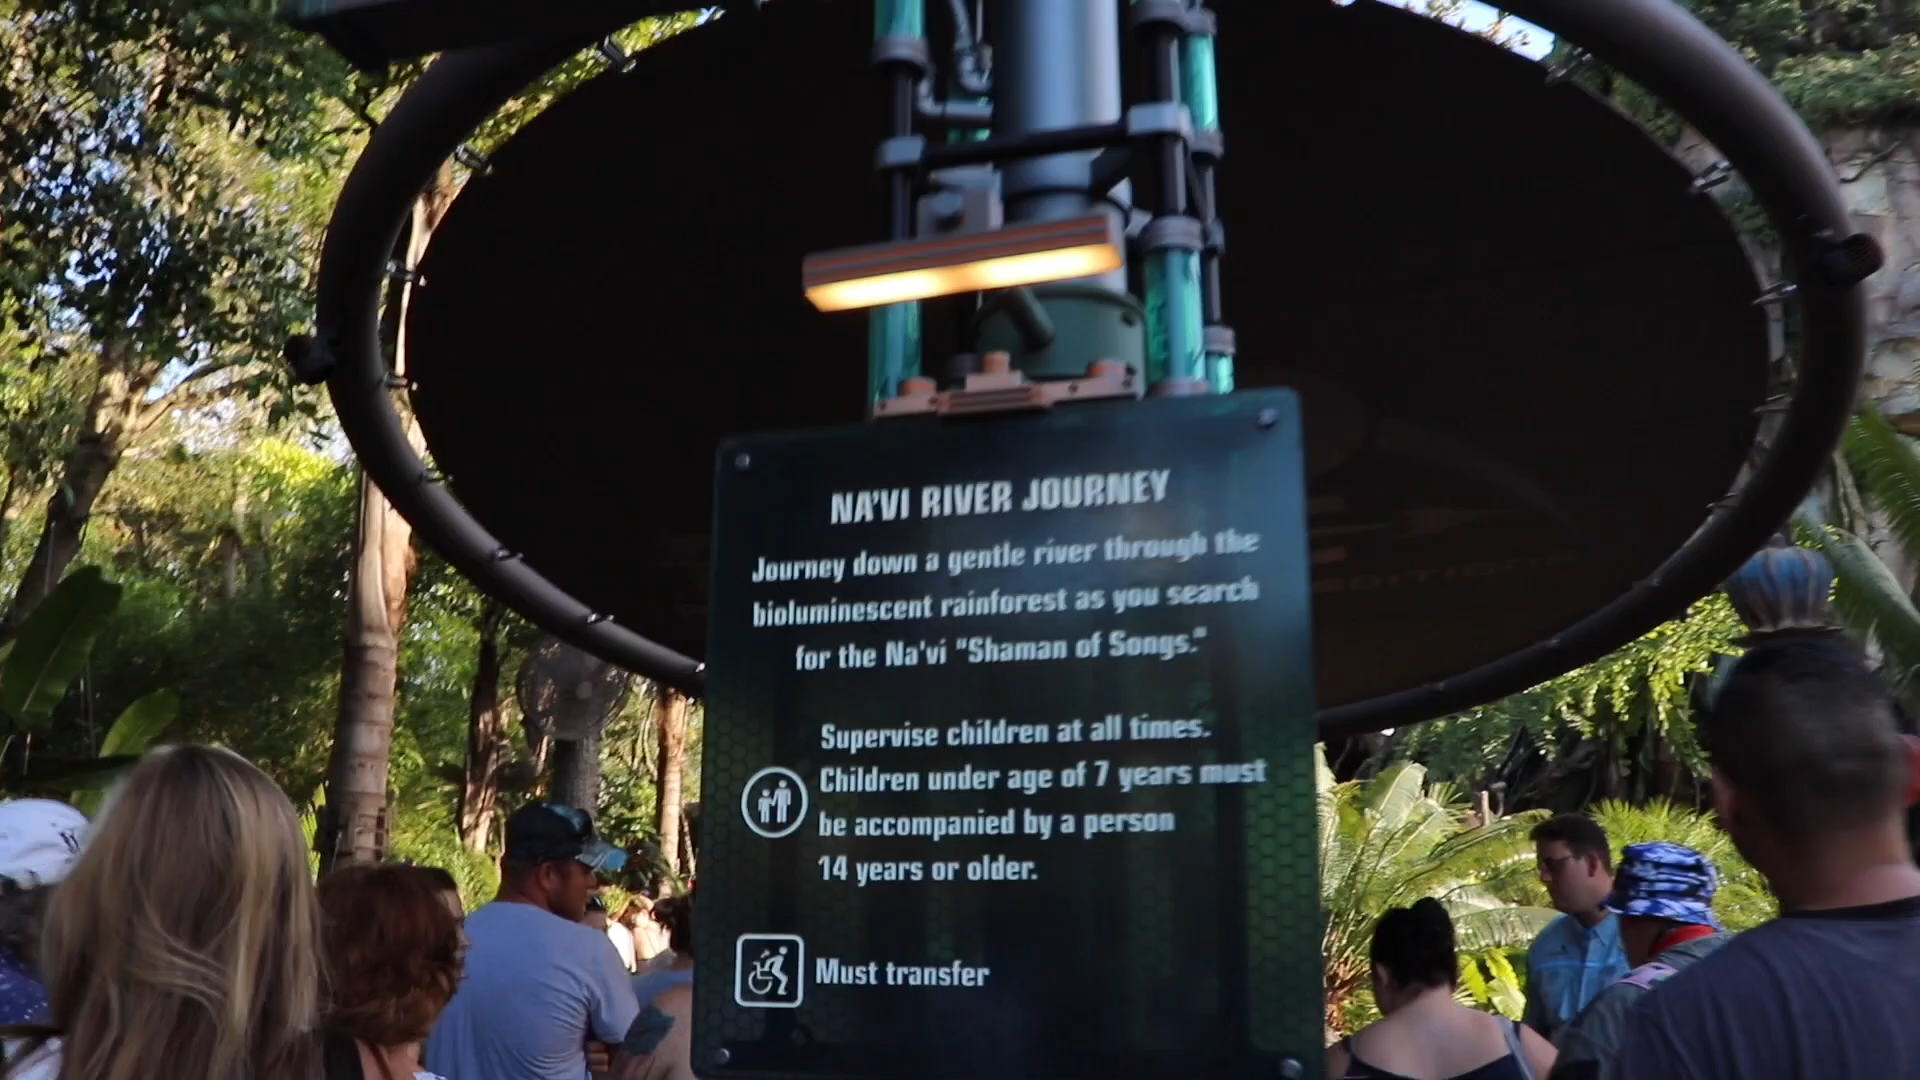 NA'VI RIVER JOURNEY
Journey down a gentle river through the
bioluminescent rainforest as you search
for the Na'vi "Shaman of Songs."
Supervise children at all times.
Children under age of 7 years must
be accompanied by a person
14 years or older.
Must transfer